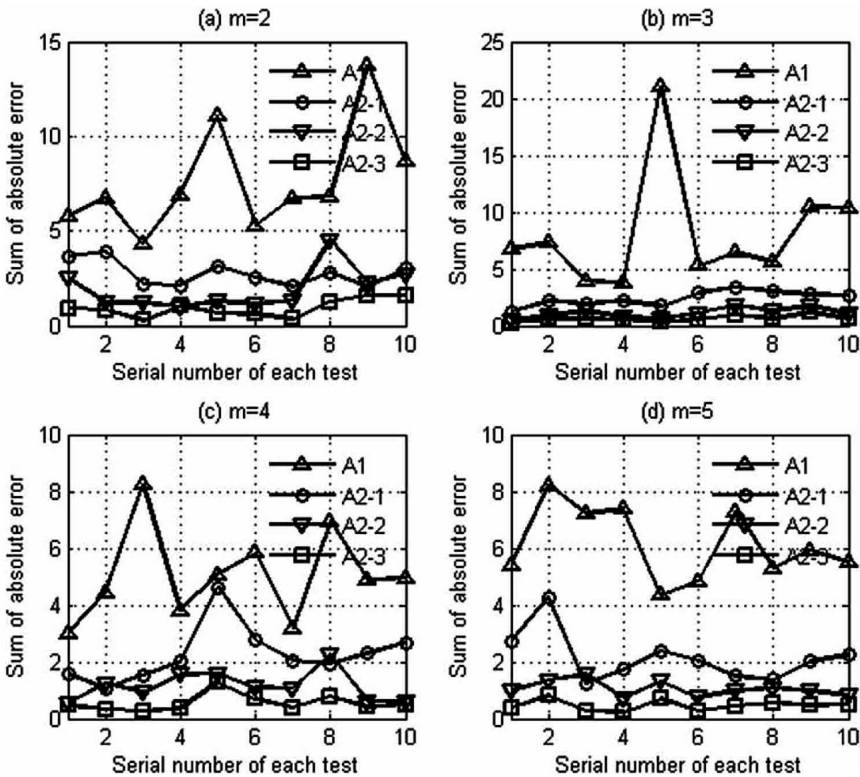 (a) m=2
15
10
5
0
Sum of absolute error
2 4 6 8 10
Serial number of each test
A1
A2-1
A2-2
A2-3
(b) m=3
25
20
15
10
5
0
Sum of absolute error
2 4 6 8 10
Serial number of each test
A1
A2-1
A2-2
A2-3
(c) m=4
10
8
6
4
2
0
Sum of absolute error
2 4 6 8 10
Serial number of each test
A1
A2-1
A2-2
A2-3
(d) m=5
10
8
6
4
2
0
Sum of absolute error
2 4 6 8 10
Serial number of each test
A1
A2-1
A2-2
A2-3